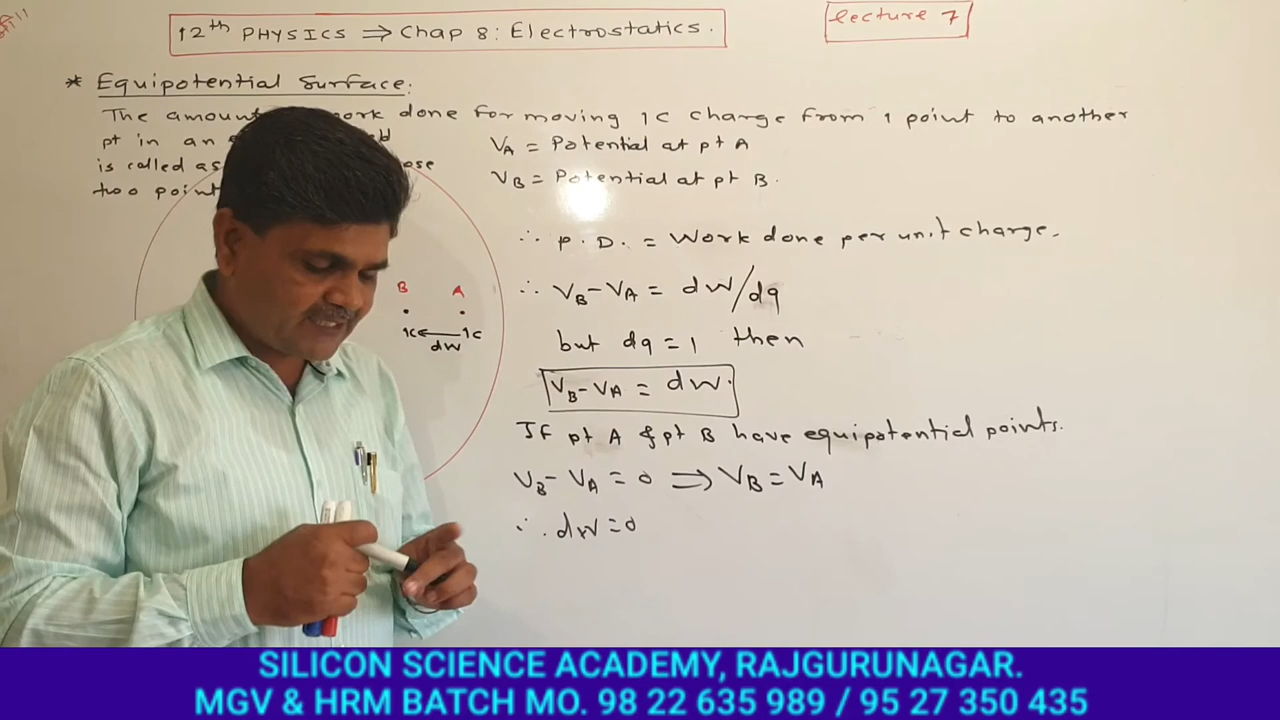 12th PHYSICS ⇒ Chap 8: Electrostatics.
lecture 7
* Equipotential Surface:
The amount work done for moving 1C charge from 1 point to another
pt in an
is called as
two point
VA = Potential at pt A
VB = Potential at pt B.
∴ P.D. = Work done per unit charge.
∴ VB-VA = dW/dq
but dq = 1 then
VB-VA = dW.
If pt A & pt B have equipotential points.
VB- VA = 0 ⇒ VB = VA
∴ dW = 0
B A
1C ← 1C
dW
SILICON SCIENCE ACADEMY, RAJGURUNAGAR.
MGV & HRM BATCH MO. 98 22 635 989 / 95 27 350 435